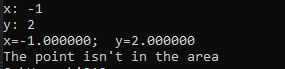 x: -1
y: 2
x=-1.000000;  y=2.000000
The point isn't in the area